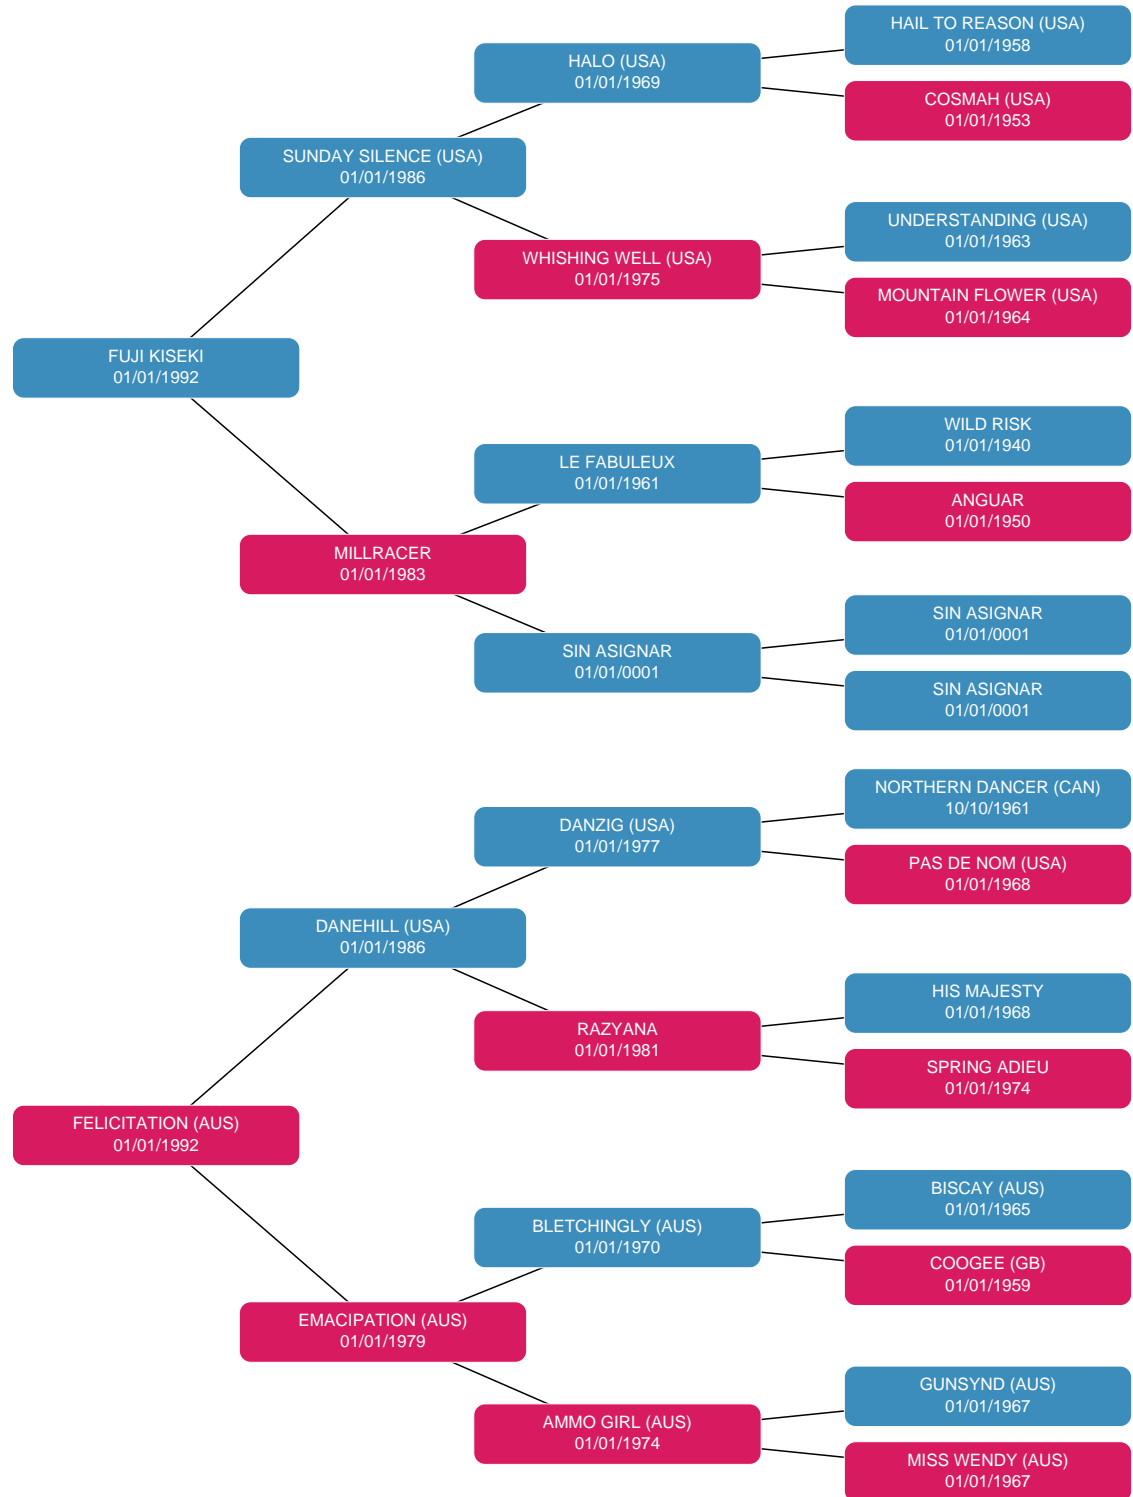 HAIL TO REASON (USA)
01/01/1958
HALO (USA)
01/01/1969
COSMAH (USA)
01/01/1953
SUNDAY SILENCE (USA)
01/01/1986
UNDERSTANDING (USA)
01/01/1963
WHISHING WELL (USA)
01/01/1975
MOUNTAIN FLOWER (USA)
01/01/1964
FUJI KISEKI
01/01/1992
WILD RISK
01/01/1940
LE FABULEUX
01/01/1961
ANGUAR
01/01/1950
MILLRACER
01/01/1983
SIN ASIGNAR
01/01/0001
SIN ASIGNAR
01/01/0001
SIN ASIGNAR
01/01/0001
NORTHERN DANCER (CAN)
10/10/1961
DANZIG (USA)
01/01/1977
PAS DE NOM (USA)
01/01/1968
DANEHILL (USA)
01/01/1986
HIS MAJESTY
01/01/1968
RAZYANA
01/01/1981
SPRING ADIEU
01/01/1974
FELICITATION (AUS)
01/01/1992
BISCAY (AUS)
01/01/1965
BLETCHINGLY (AUS)
01/01/1970
COOGEE (GB)
01/01/1959
EMACIPATION (AUS)
01/01/1979
GUNSYND (AUS)
01/01/1967
AMMO GIRL (AUS)
01/01/1974
MISS WENDY (AUS)
01/01/1967